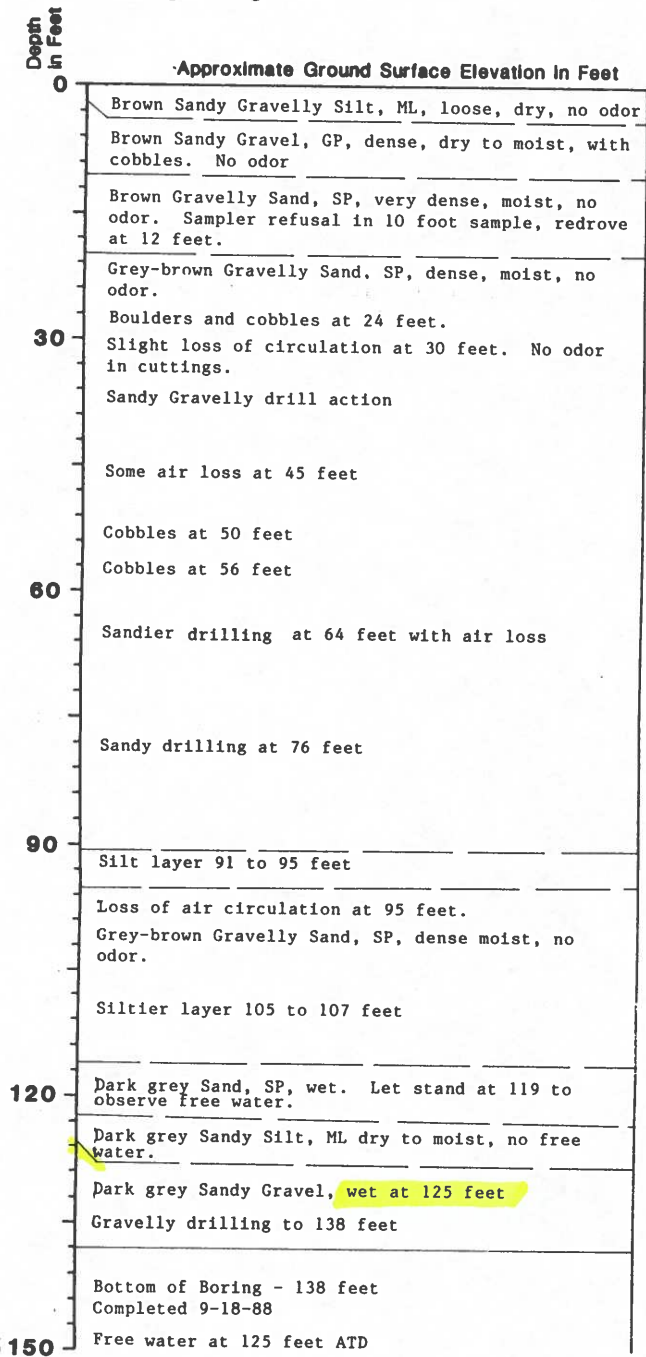 Depth
in Feet
Approximate Ground Surface Elevation in Feet
0
Brown Sandy Gravelly Silt, ML, loose, dry, no odor
Brown Sandy Gravel, GP, dense, dry to moist, with
cobbles. No odor
Brown Gravelly Sand, SP, very dense, moist, no
odor. Sampler refusal in 10 foot sample, redrove
at 12 feet.
Grey-brown Gravelly Sand, SP, dense, moist, no
odor.
Boulders and cobbles at 24 feet.
30
Slight loss of circulation at 30 feet. No odor
in cuttings.
Sandy Gravelly drill action
Some air loss at 45 feet
Cobbles at 50 feet
Cobbles at 56 feet
60
Sandier drilling at 64 feet with air loss
Sandy drilling at 76 feet
90
Silt layer 91 to 95 feet
Loss of air circulation at 95 feet.
Grey-brown Gravelly Sand, SP, dense moist, no
odor.
Siltier layer 105 to 107 feet
120
Dark grey Sand, SP, wet. Let stand at 119 to
observe free water.
Dark grey Sandy Silt, ML dry to moist, no free
water.
Dark grey Sandy Gravel, wet at 125 feet
Gravelly drilling to 138 feet
Bottom of Boring - 138 feet
Completed 9-18-88
Free water at 125 feet ATD
150